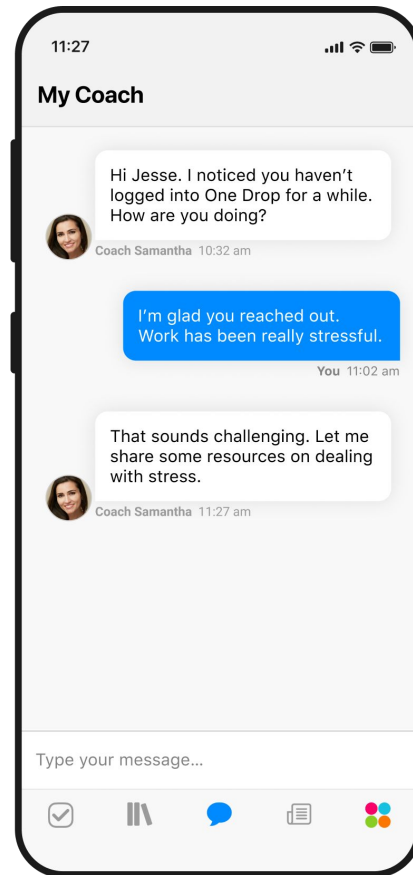 11:27
My Coach
Hi Jesse. I noticed you haven’t
logged into One Drop for a while.
How are you doing?
Coach Samantha 10:32 am
I’m glad you reached out.
Work has been really stressful.
You 11:02 am
That sounds challenging. Let me
share some resources on dealing
with stress.
Coach Samantha 11:27 am
Type your message...